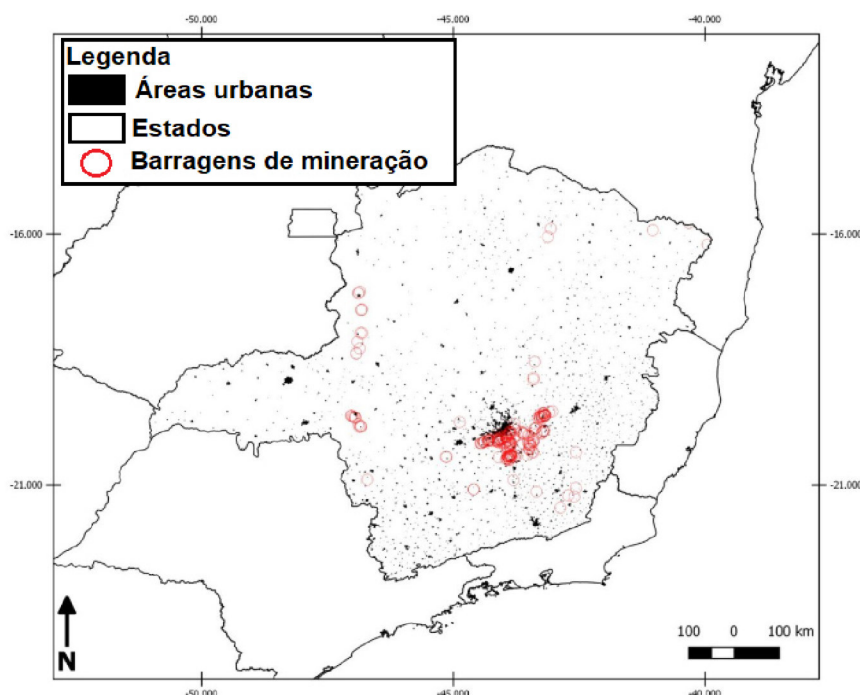 -50.000 -45.000 -40.000
Legenda
Áreas urbanas
Estados
Barragens de mineração
-16.000 -16.000
-21.000 -21.000
N
100 0 100 km
-50.000 -45.000 -40.000